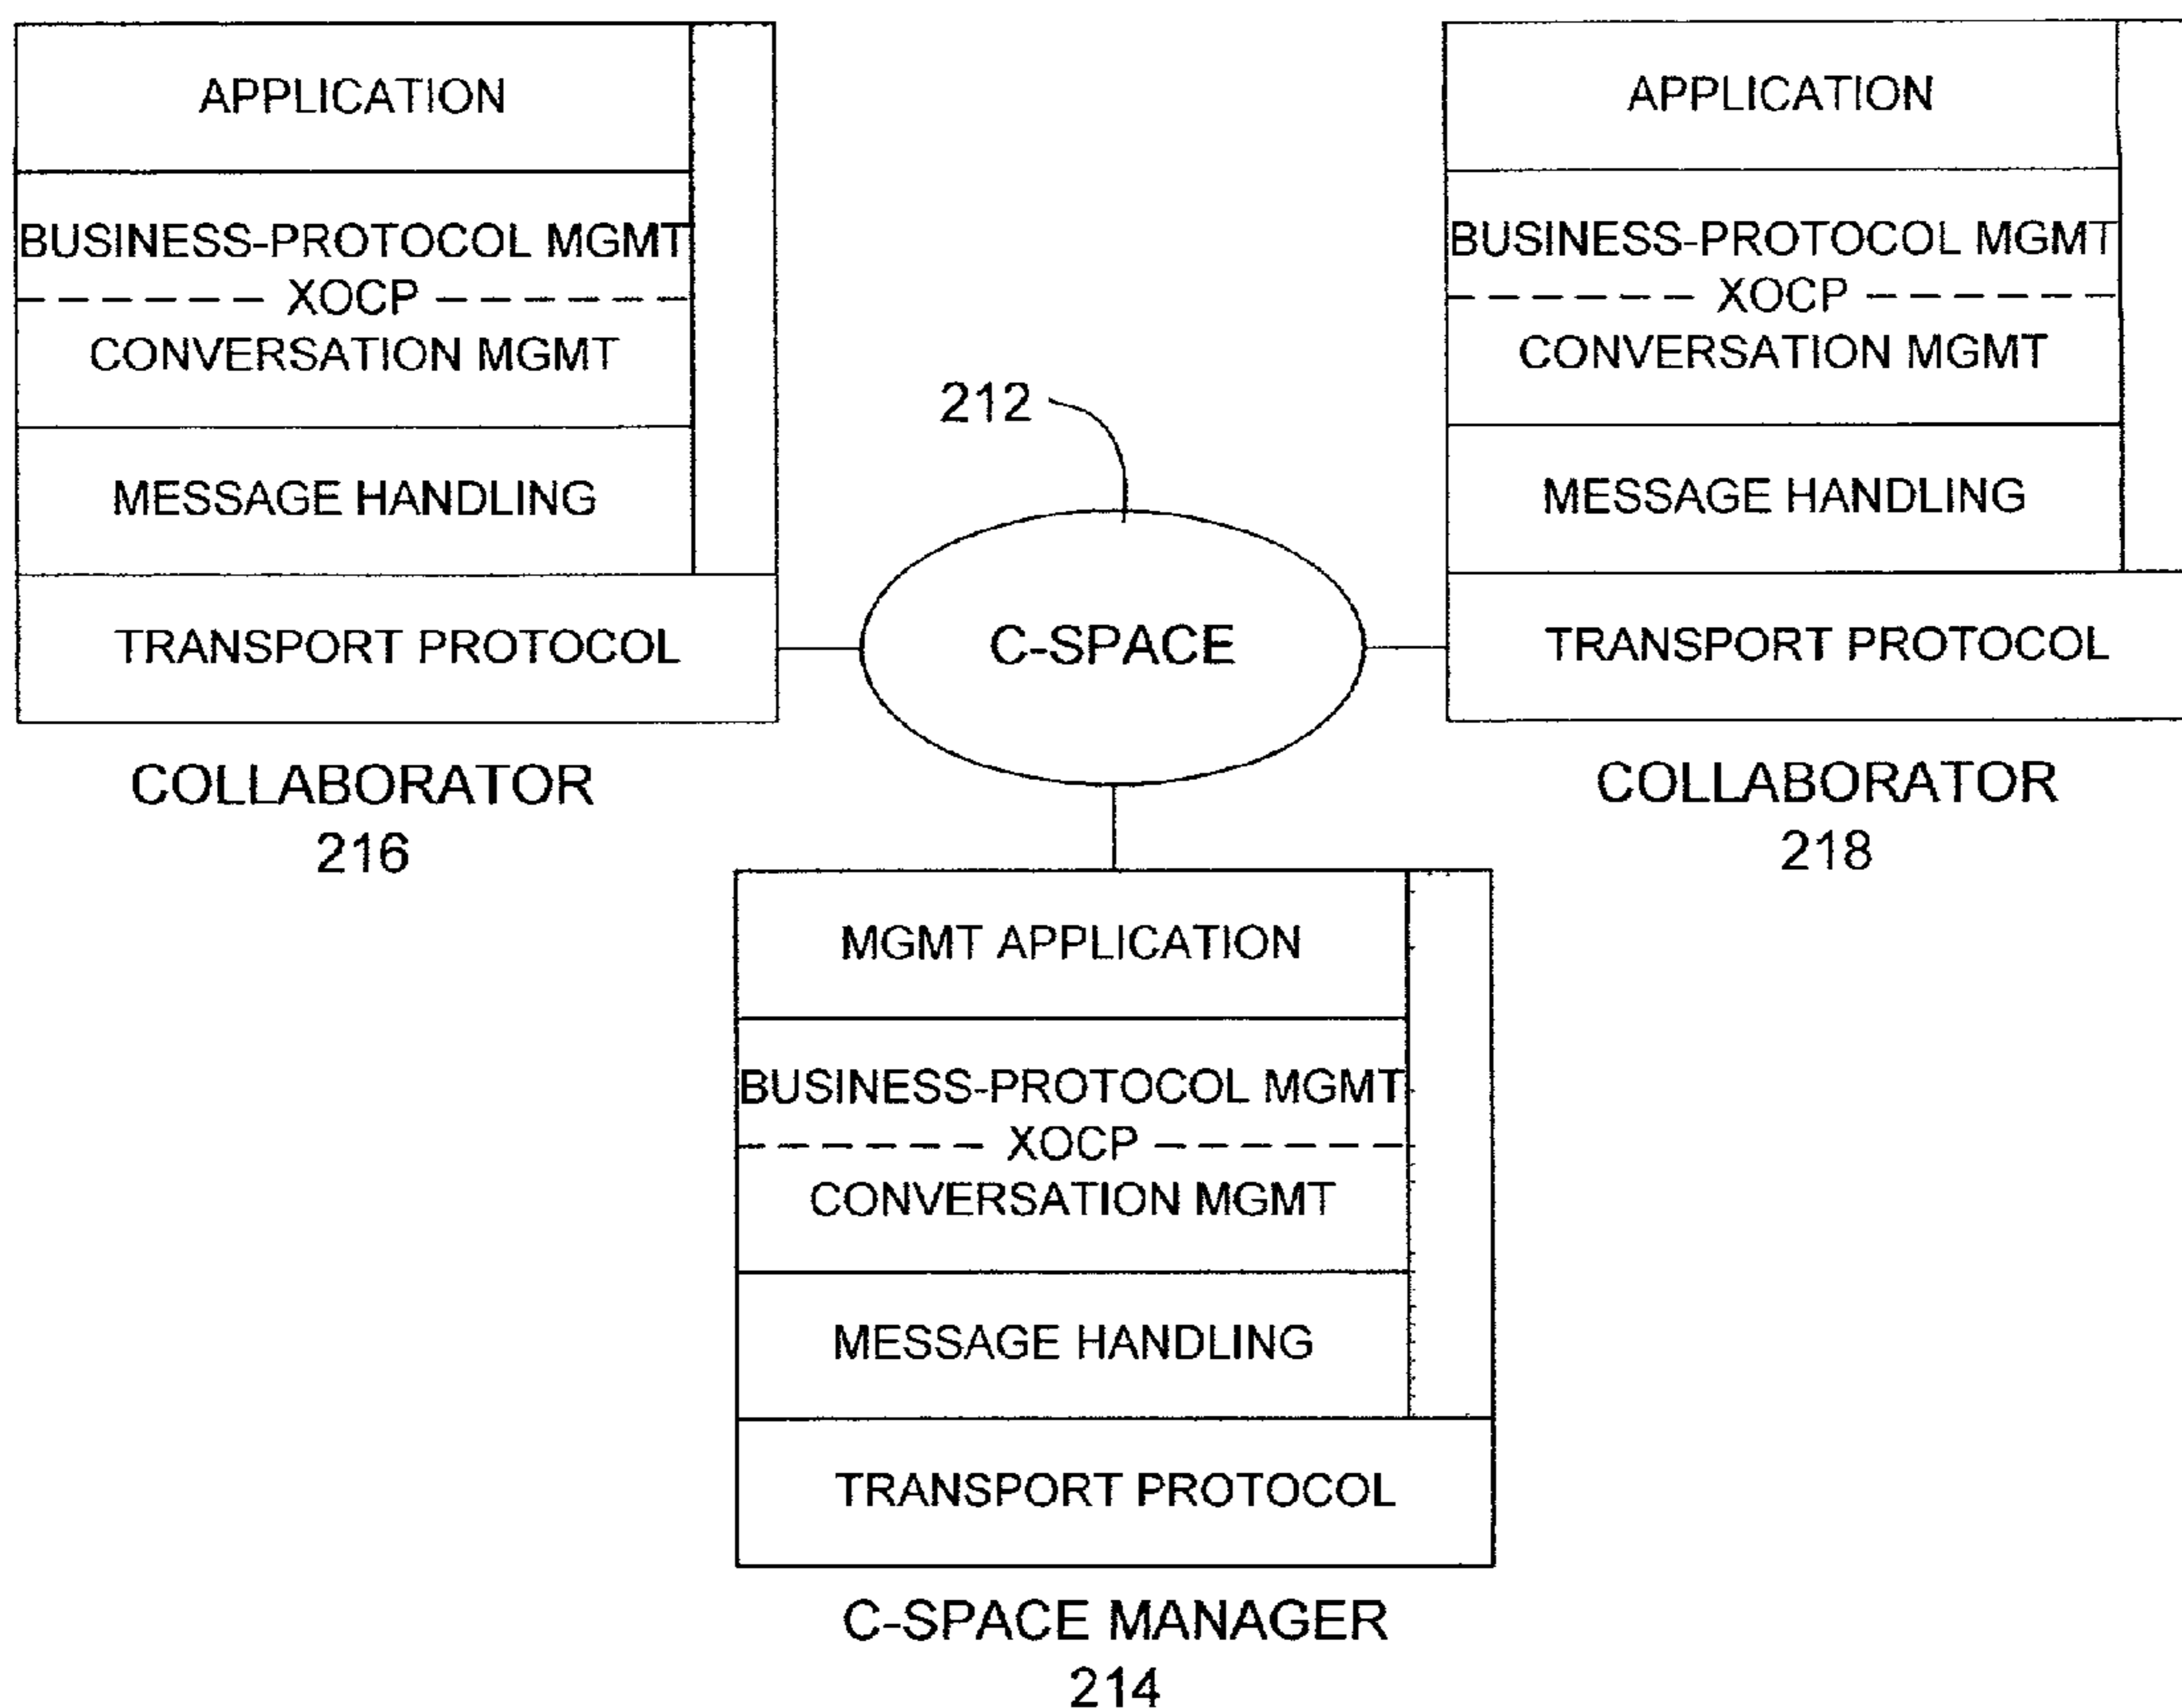 APPLICATION
BUSINESS-PROTOCOL MGMT
XOCP
CONVERSATION MGMT
MESSAGE HANDLING
TRANSPORT PROTOCOL
COLLABORATOR
216
212
C-SPACE
APPLICATION
BUSINESS-PROTOCOL MGMT
XOCP
CONVERSATION MGMT
MESSAGE HANDLING
TRANSPORT PROTOCOL
COLLABORATOR
218
MGMT APPLICATION
BUSINESS-PROTOCOL MGMT
XOCP
CONVERSATION MGMT
MESSAGE HANDLING
TRANSPORT PROTOCOL
C-SPACE MANAGER
214